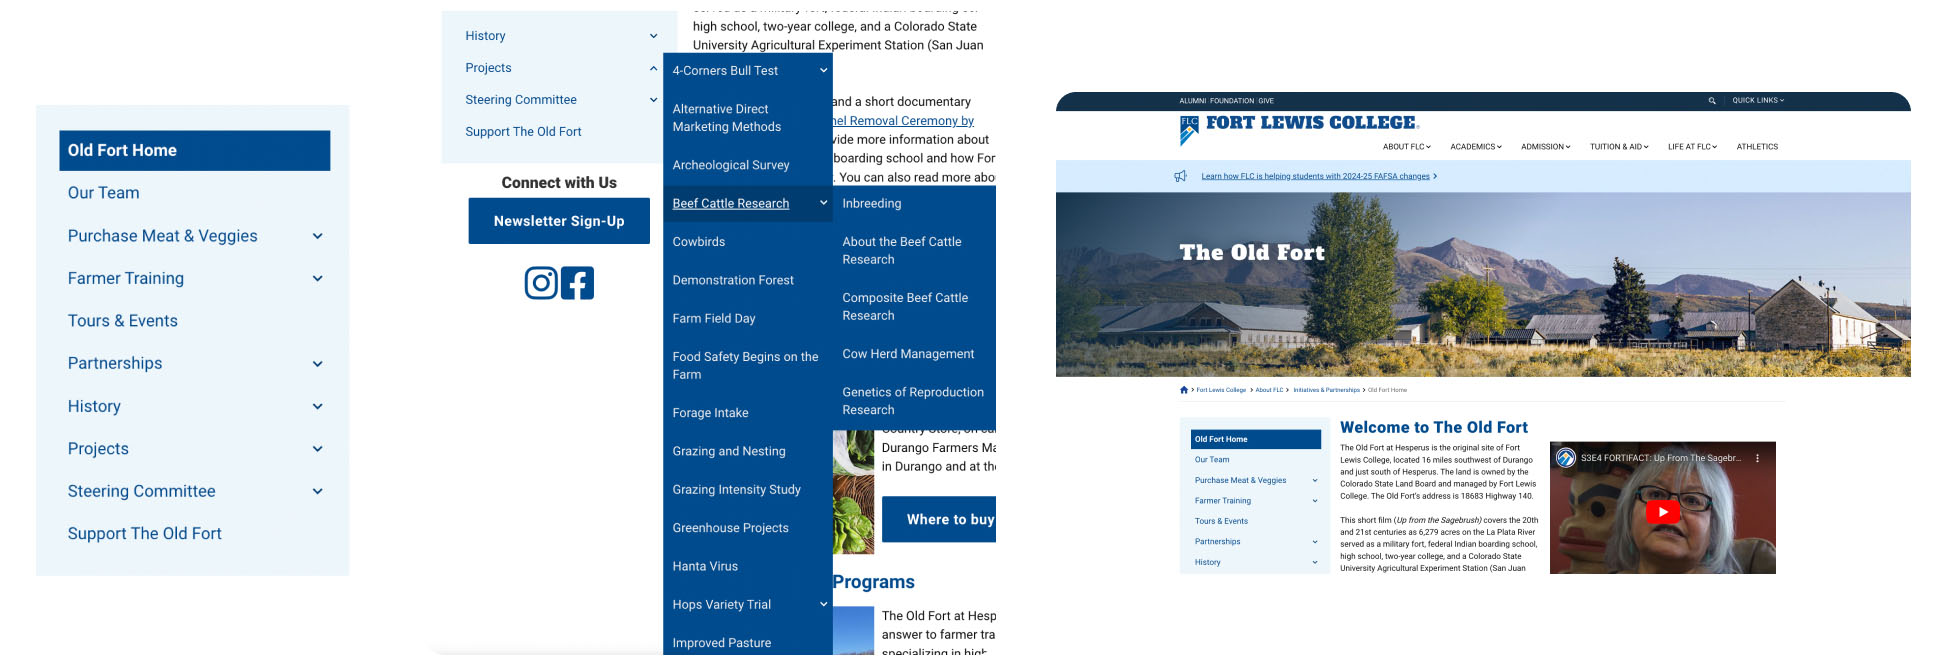 Old Fort Home
Our Team
Purchase Meat & Veggies
Farmer Training
Tours & Events
Partnerships
History
Projects
Steering Committee
Support The Old Fort
History
Projects
Steering Committee
Support The Old Fort
Connect with Us
Newsletter Sign-Up
high school, two-year college, and a Colorado State
University Agricultural Experiment Station (San Juan
and a short documentary
nel Removal Ceremony by
vide more information about
boarding school and how For
. You can also read more abo
4-Corners Bull Test
Alternative Direct
Marketing Methods
Archeological Survey
Beef Cattle Research
Cowbirds
Demonstration Forest
Farm Field Day
Food Safety Begins on the
Farm
Forage Intake
Grazing and Nesting
Grazing Intensity Study
Greenhouse Projects
Hanta Virus
Hops Variety Trial
Improved Pasture
Inbreeding
About the Beef Cattle
Research
Composite Beef Cattle
Research
Cow Herd Management
Genetics of Reproduction
Research
Durango Farmers Ma
in Durango and at the
Where to buy
Programs
The Old Fort at Hesp
answer to farmer tra
specializing in high
ALUMNI FOUNDATION GIVE
QUICK LINKS
FLC FORT LEWIS COLLEGE
ABOUT FLC ACADEMICS ADMISSION TUITION & AID LIFE AT FLC ATHLETICS
Learn how FLC is helping students with 2024-25 FAFSA changes >
The Old Fort
> Fort Lewis College > About FLC > Initiatives & Partnerships > Old Fort Home
Old Fort Home
Our Team
Purchase Meat & Veggies
Farmer Training
Tours & Events
Partnerships
History
Welcome to The Old Fort
The Old Fort at Hesperus is the original site of Fort
Lewis College, located 16 miles southwest of Durango
and just south of Hesperus. The land is owned by the
Colorado State Land Board and managed by Fort Lewis
College. The Old Fort's address is 18683 Highway 140.
This short film (Up from the Sagebrush) covers the 20th
and 21st centuries as 6,279 acres on the La Plata River
served as a military fort, federal Indian boarding school,
high school, two-year college, and a Colorado State
University Agricultural Experiment Station (San Juan
S3E4 FORTIFACT: Up From The Sagebr...